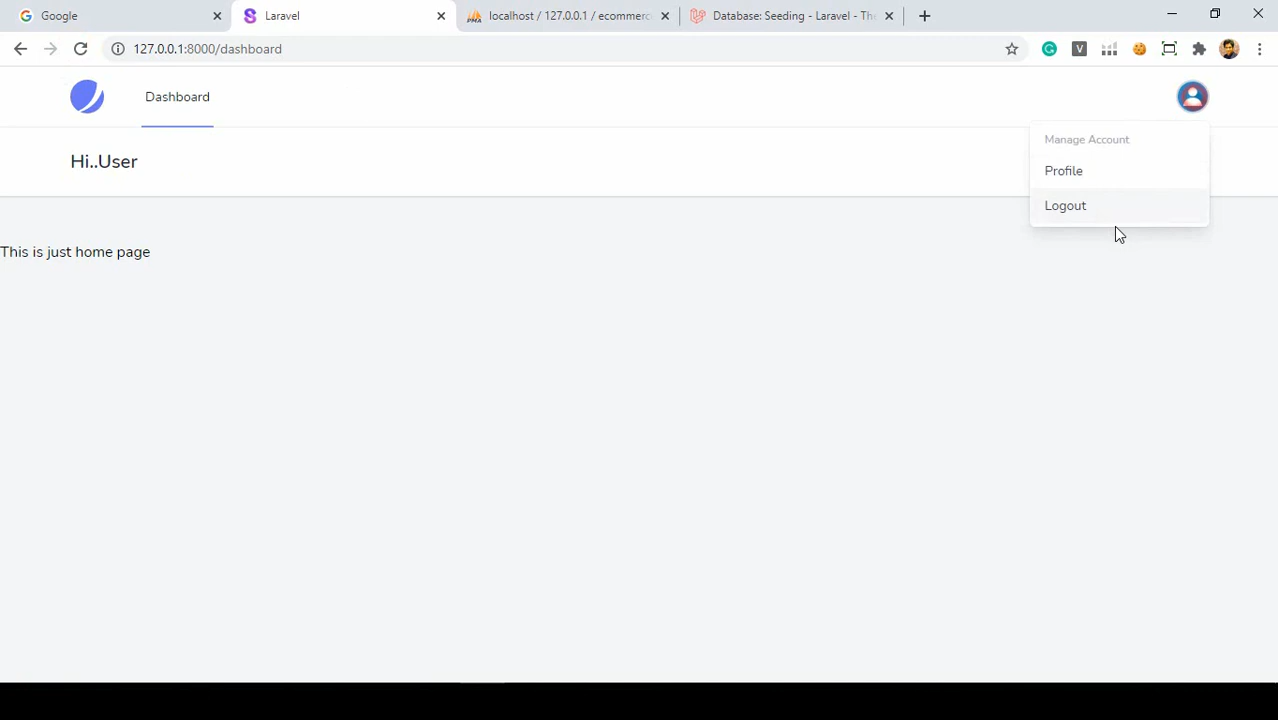 Google
Laravel
localhost / 127.0.0.1 / ecommerc
Database: Seeding - Laravel - The
127.0.0.1:8000/dashboard
Dashboard
Manage Account
Hi..User
Profile
Logout
This is just home page